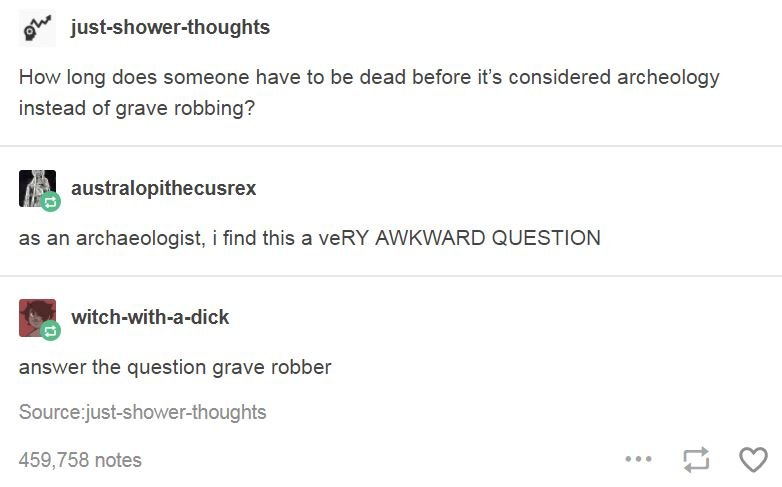 just-shower-thoughts
How long does someone have to be dead before it’s considered archeology
instead of grave robbing?
australopithecusrex
as an archaeologist, i find this a veRY AWKWARD QUESTION
witch-with-a-dick
answer the question grave robber
Source:just-shower-thoughts
459,758 notes